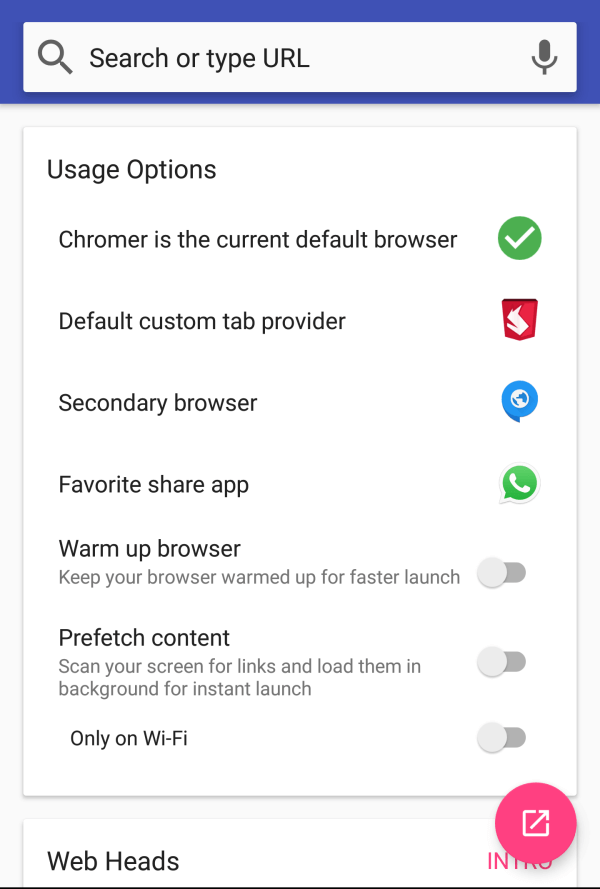 Search or type URL
Usage Options
Chromer is the current default browser
Default custom tab provider
Secondary browser
Favorite share app
Warm up browser
Keep your browser warmed up for faster launch
Prefetch content
Scan your screen for links and load them in
background for instant launch
Only on Wi-Fi
Web Heads
INTRO